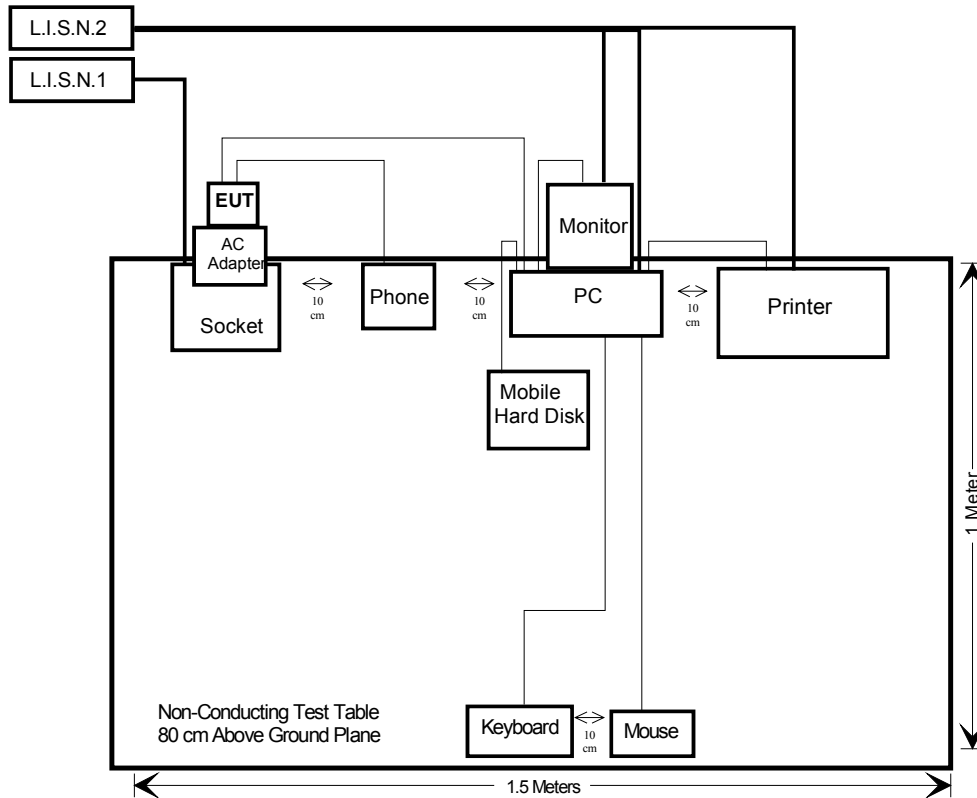 L.I.S.N.2
L.I.S.N.1
EUT
AC
Adapter
Socket
10
cm
Phone
10
cm
Monitor
PC
10
cm
Printer
Mobile
Hard Disk
1 Meter
Non-Conducting Test Table
80 cm Above Ground Plane
Keyboard
10
cm
Mouse
1.5 Meters